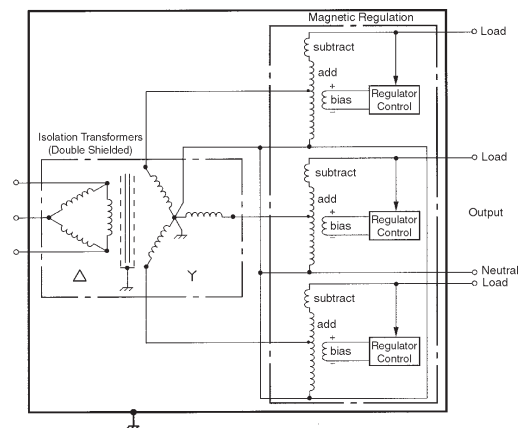 Magnetic Regulation
Load
subtract
add
+
bias
–
Regulator
Control
Isolation Transformers
(Double Shielded)
Load
subtract
add
+
bias
–
Regulator
Control
Output
Neutral
Load
subtract
add
+
bias
–
Regulator
Control
Δ
Y